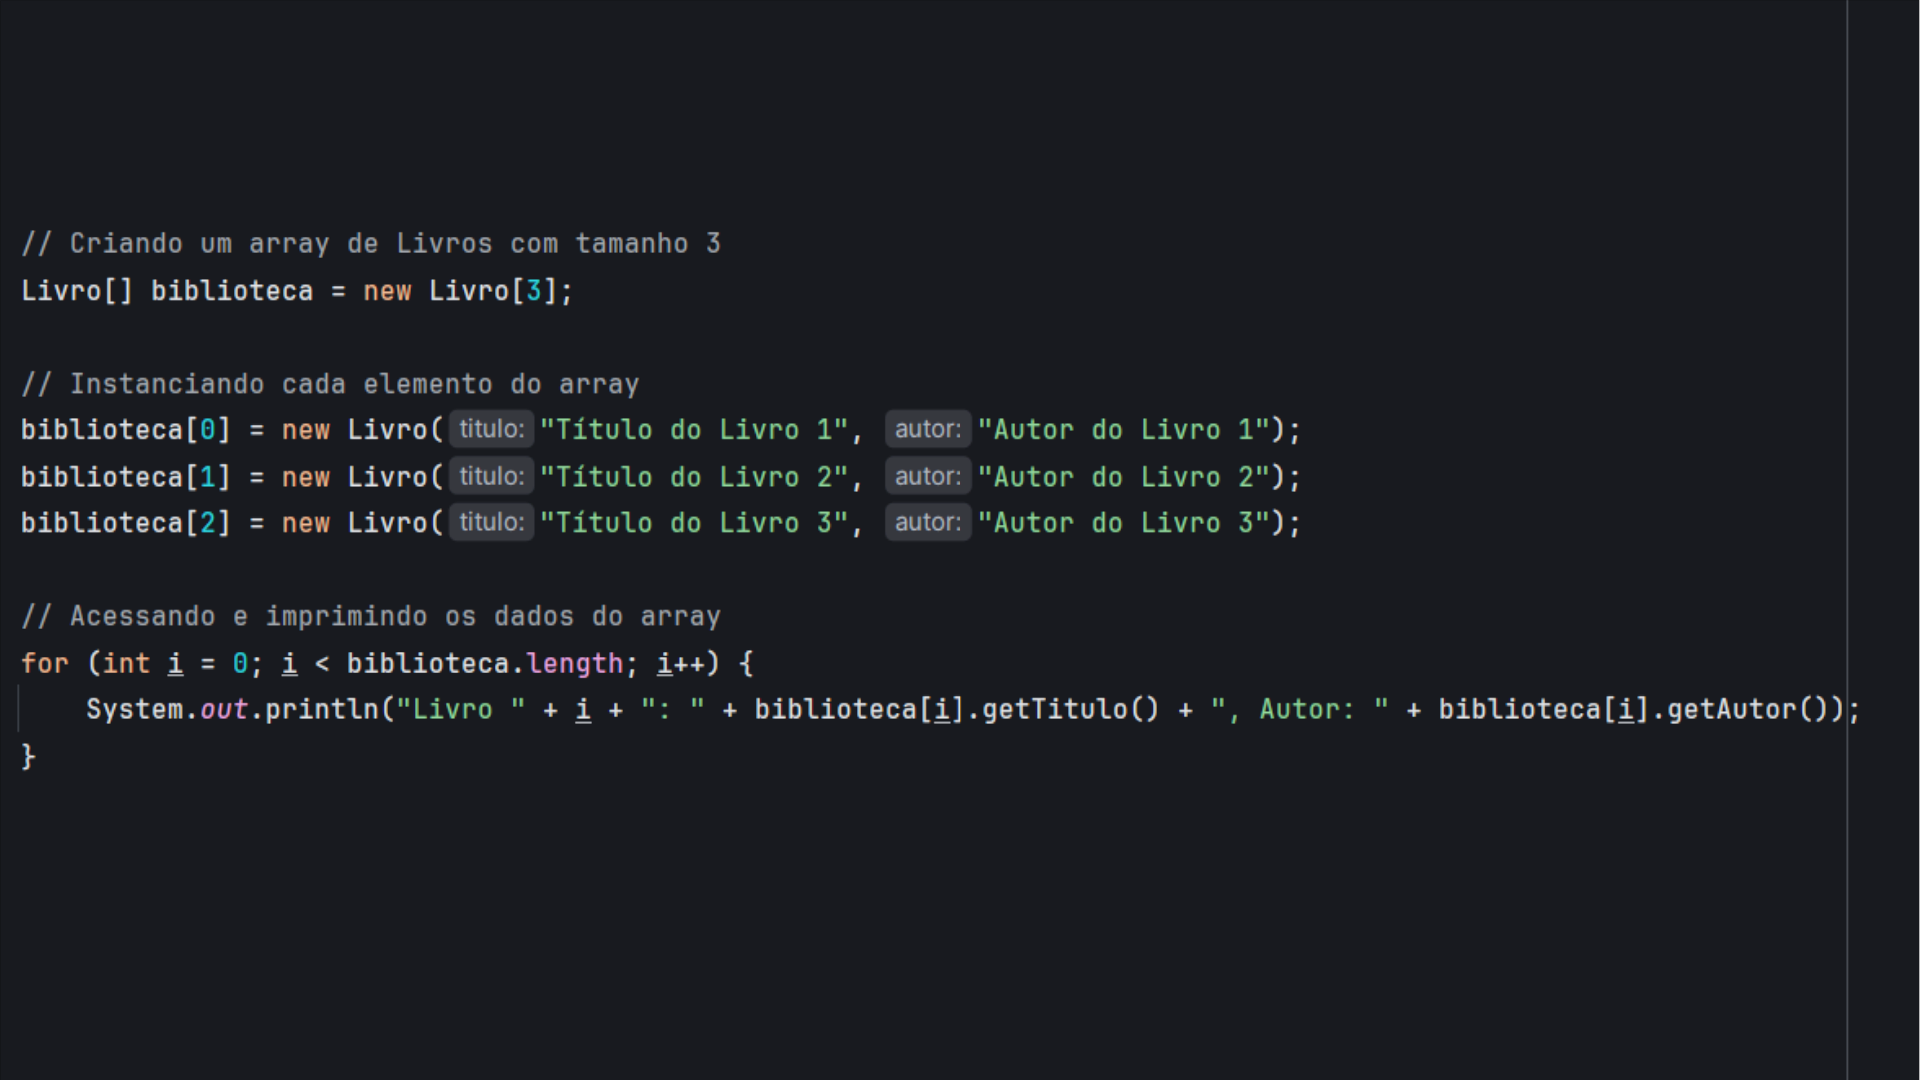 // Criando um array de Livros com tamanho 3
Livro[] biblioteca = new Livro[3];
// Instanciando cada elemento do array
biblioteca[0] = new Livro( titulo: "Título do Livro 1", autor: "Autor do Livro 1");
biblioteca[1] = new Livro( titulo: "Título do Livro 2", autor: "Autor do Livro 2");
biblioteca[2] = new Livro( titulo: "Título do Livro 3", autor: "Autor do Livro 3");
// Acessando e imprimindo os dados do array
for (int i = 0; i < biblioteca.length; i++) {
    System.out.println("Livro " + i + ": " + biblioteca[i].getTitulo() + ", Autor: " + biblioteca[i].getAutor());
}